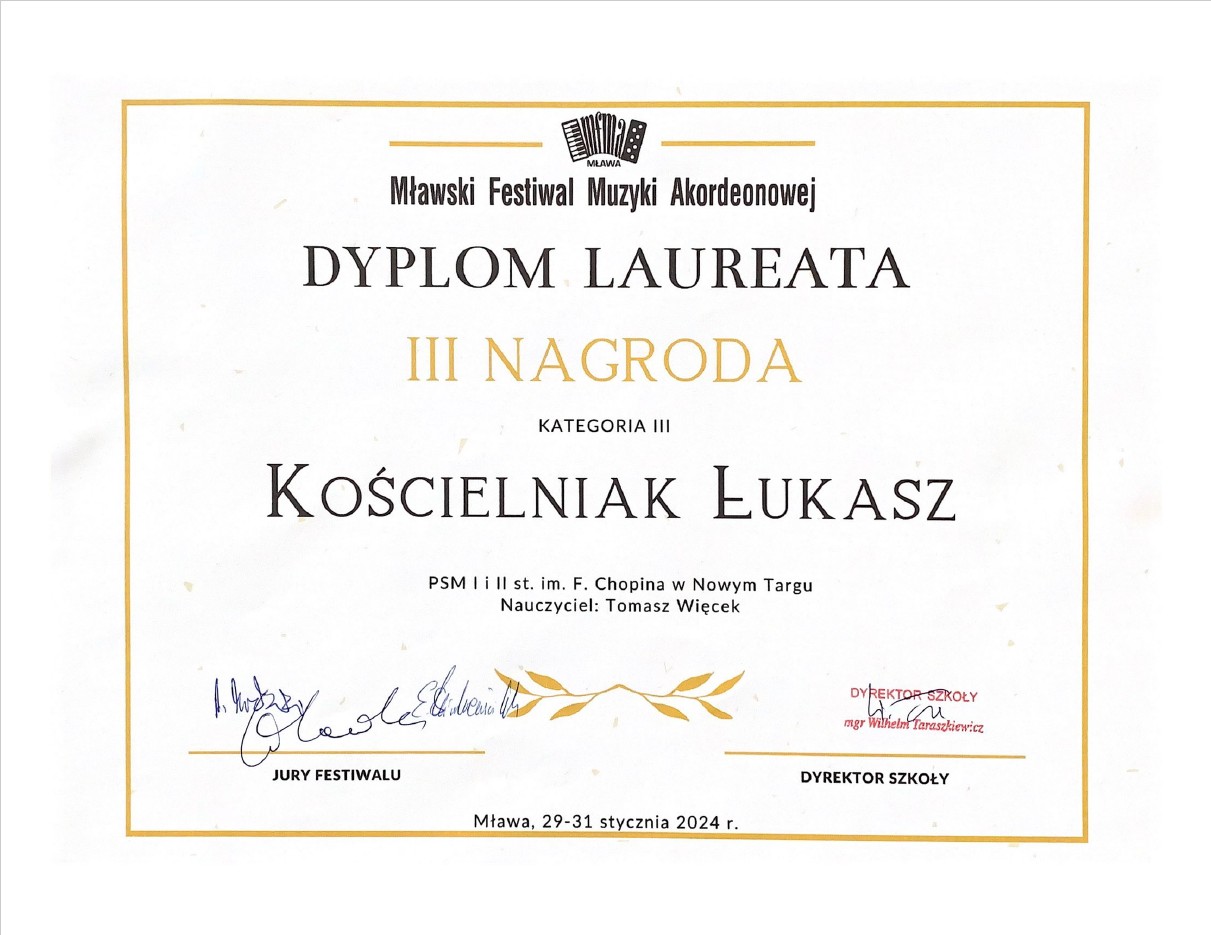 mfma
MŁAWA
Mławski Festiwal Muzyki Akordeonowej
DYPLOM LAUREATA
III NAGRODA
KATEGORIA III
KOŚCIELNIAK ŁUKASZ
PSM I i II st. im. F. Chopina w Nowym Targu
Nauczyciel: Tomasz Więcek
DYREKTOR SZKOŁY
mgr Wilhelm Taraszkiewicz
JURY FESTIWALU
DYREKTOR SZKOŁY
Mława, 29-31 stycznia 2024 r.